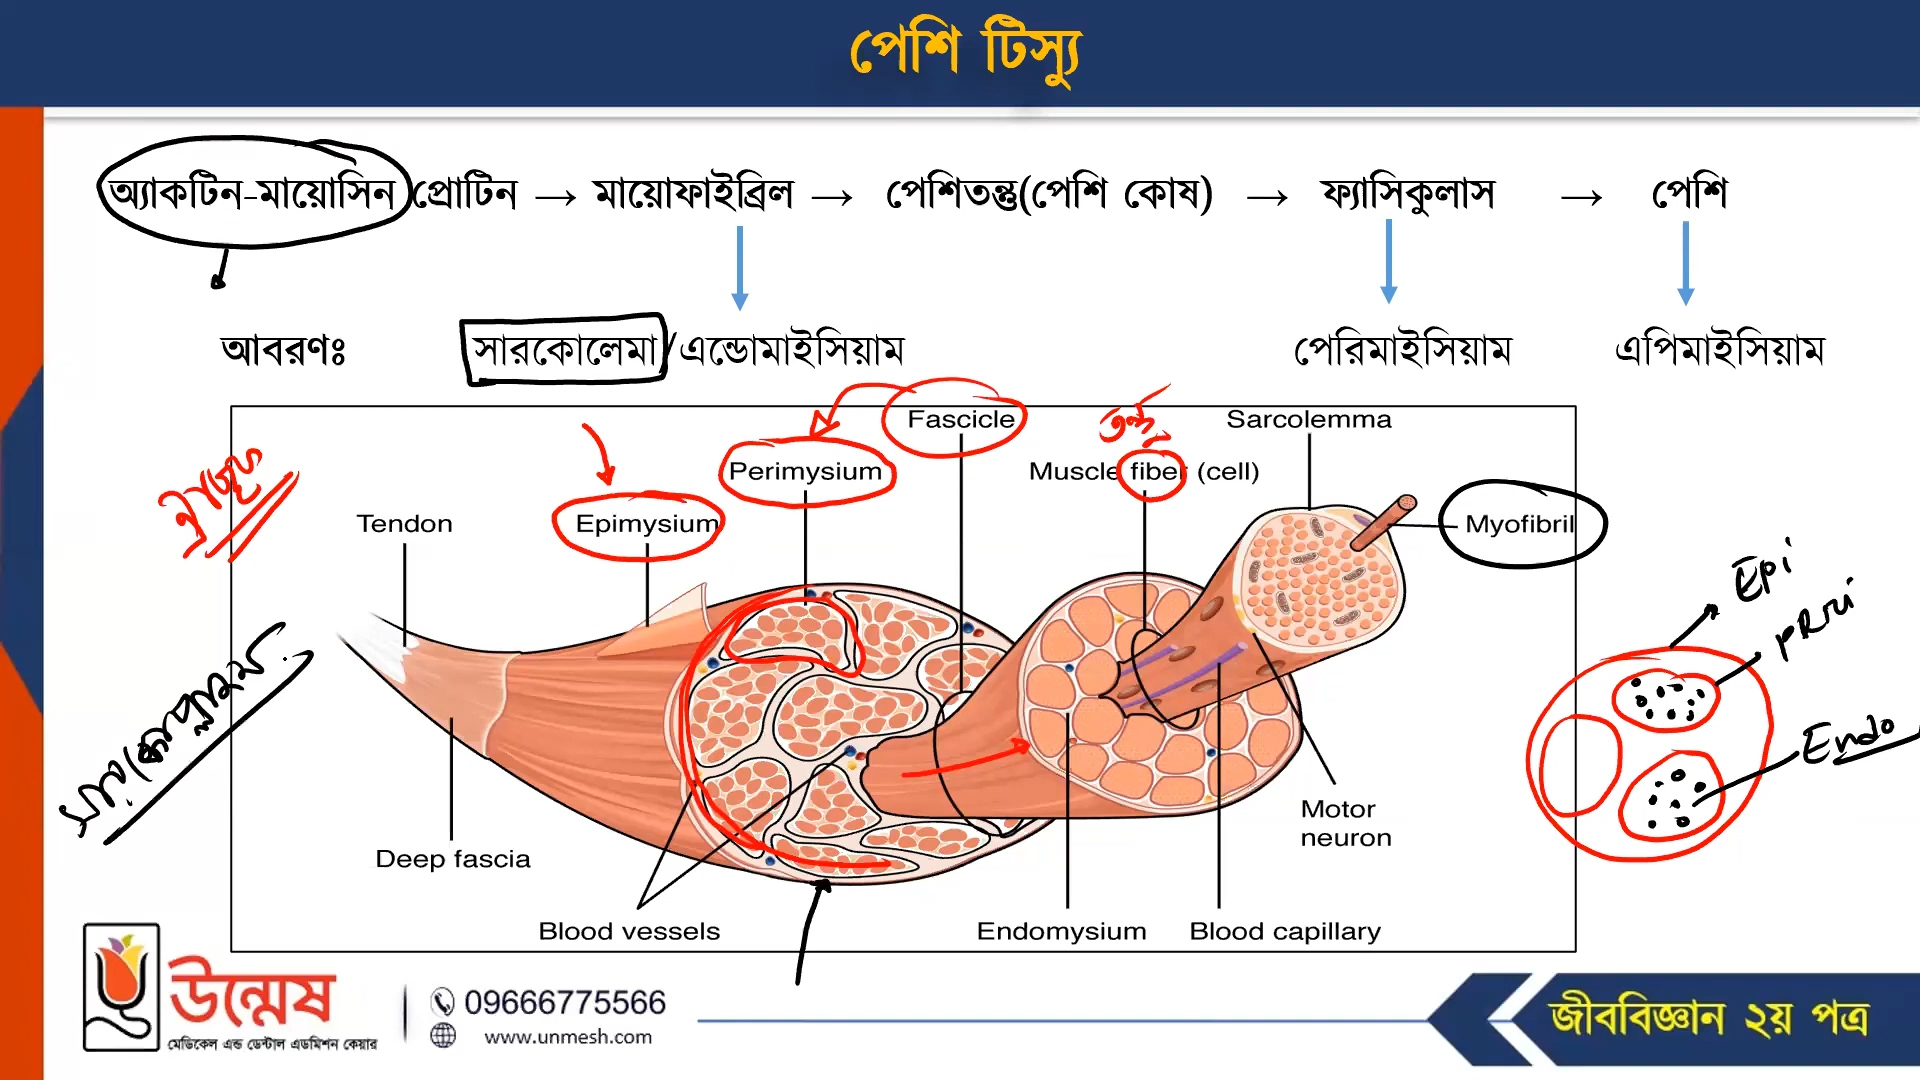 পেশি টিস্যু
অ্যাকটিন-মায়োসিন প্রোটিন → মায়োফাইব্রিল → পেশিতন্তু(পেশি কোষ) → ফ্যাসিকুলাস → পেশি
আবরণঃ সারকোলেমা/এন্ডোমাইসিয়াম পেরিমাইসিয়াম এপিমাইসিয়াম
Fascicle
Sarcolemma
Perimysium
Muscle fiber (cell)
Tendon
Epimysium
Myofibril
Epi
Endo
Motor
neuron
Deep fascia
Blood vessels
Endomysium
Blood capillary
উন্মেষ
মেডিকেল এন্ড ডেন্টাল এডমিশন কেয়ার
09666775566
www.unmesh.com
জীববিজ্ঞান ২য় পত্র